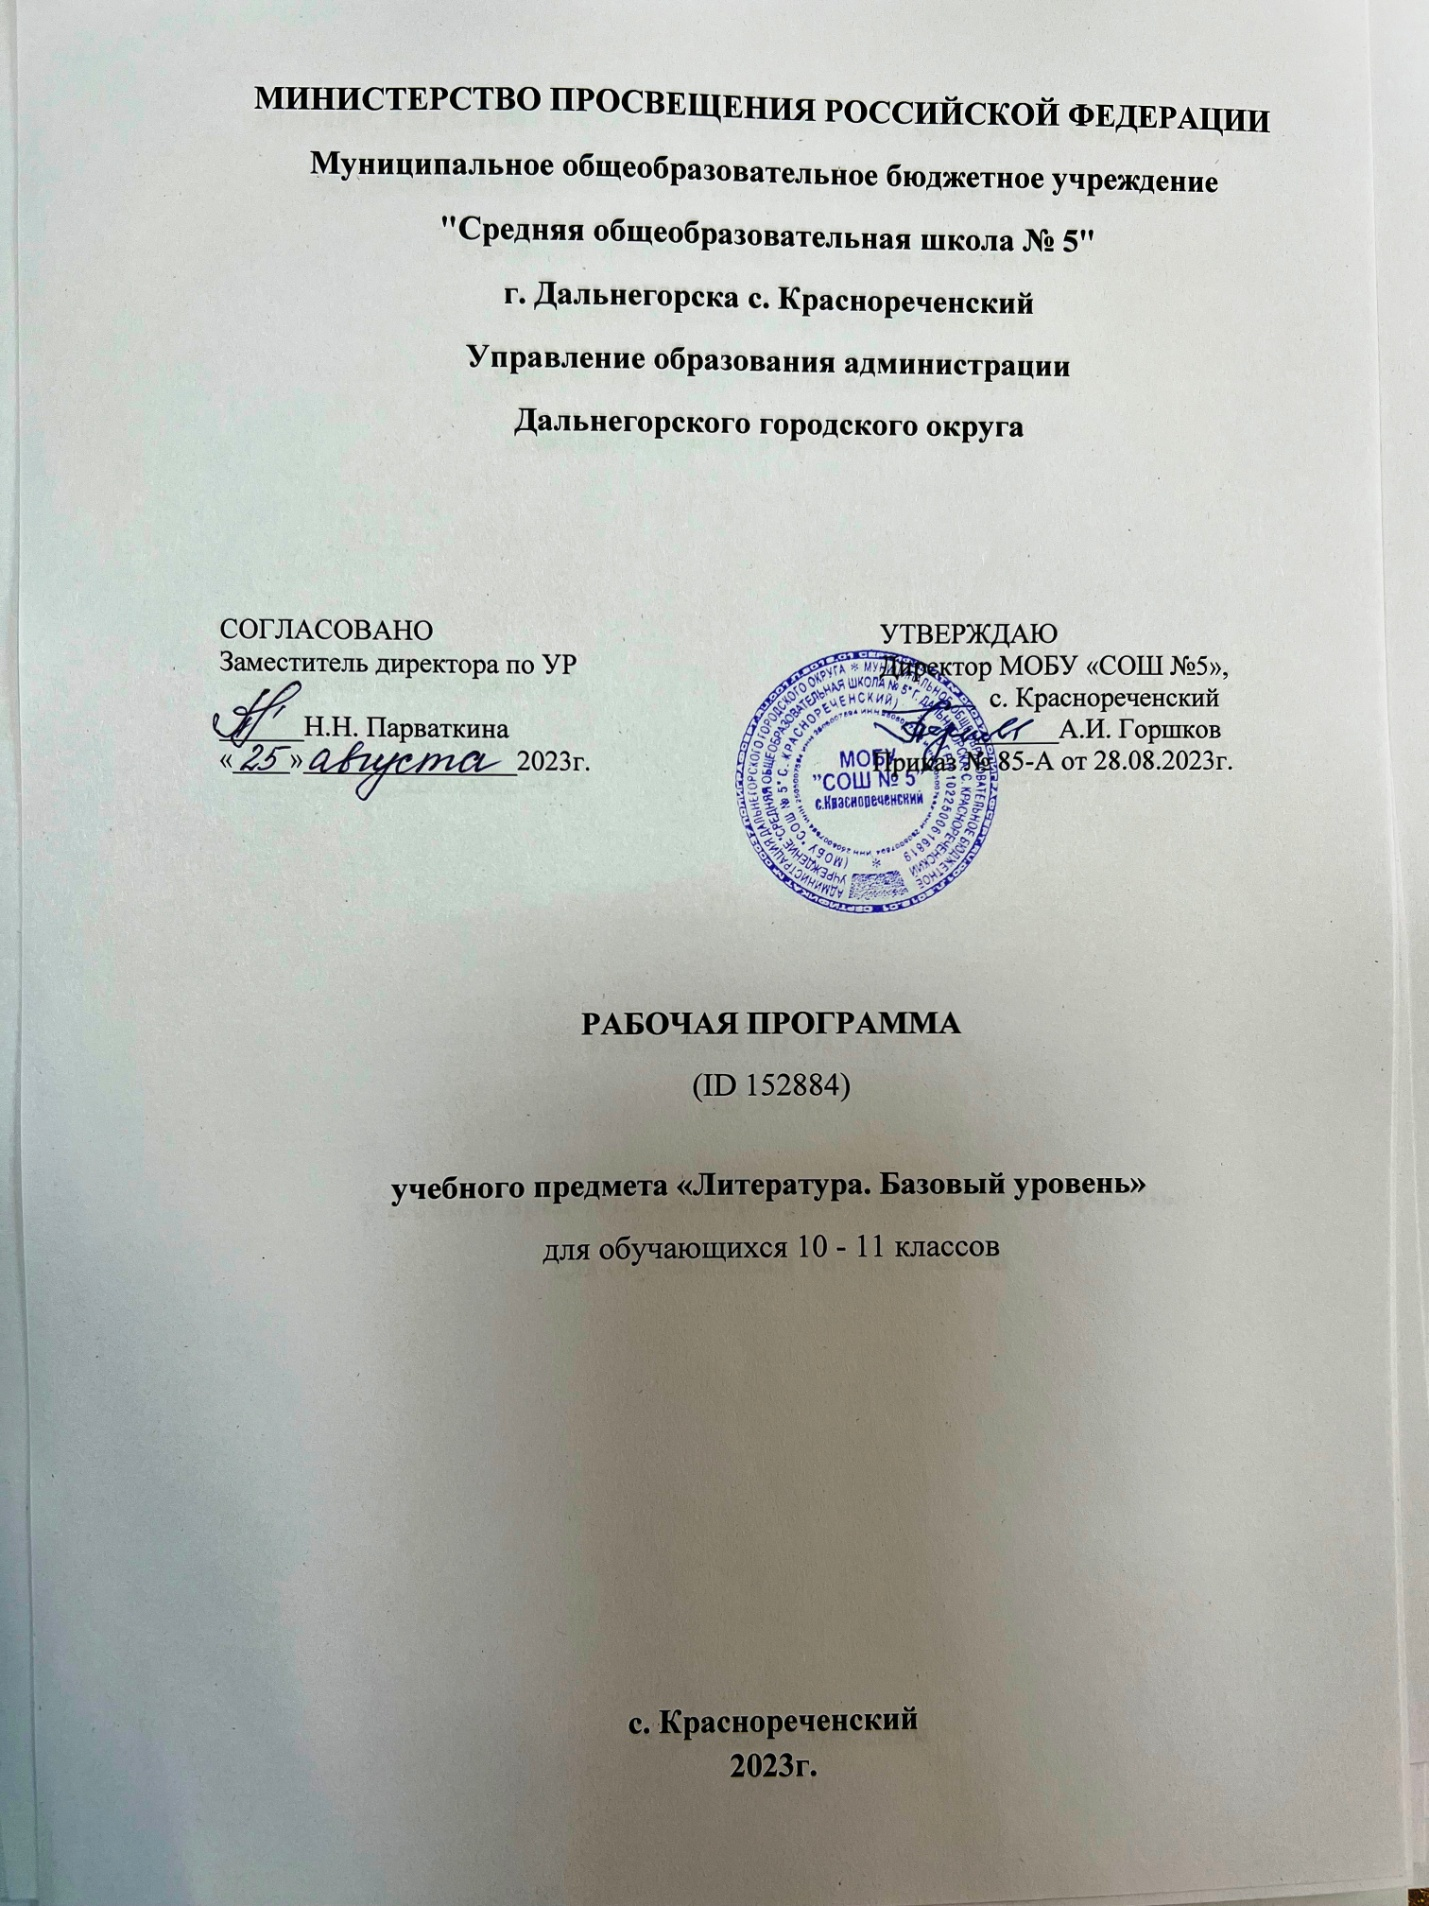 МИНИСТЕРСТВО ПРОСВЕЩЕНИЯ РОССИЙСКОЙ ФЕДЕРАЦИИ
Муниципальное общеобразовательное бюджетное учреждение
"Средняя общеобразовательная школа № 5"
г. Дальнегорска с. Краснореченский
Управление образования администрации
Дальнегорского городского округа
СОГЛАСОВАНО
Заместитель директора по УР
Н.Н. Парваткина
«25» августа 2023г.
УТВЕРЖДАЮ
Директор МОБУ «СОШ №5»,
с. Краснореченский
А.И. Горшков
Приказ № 85-А от 28.08.2023г.
МОБУ
"СОШ № 5"
с.Краснореченский
РАБОЧАЯ ПРОГРАММА
(ID 152884)
учебного предмета «Литература. Базовый уровень»
для обучающихся 10 - 11 классов
с. Краснореченский
2023г.